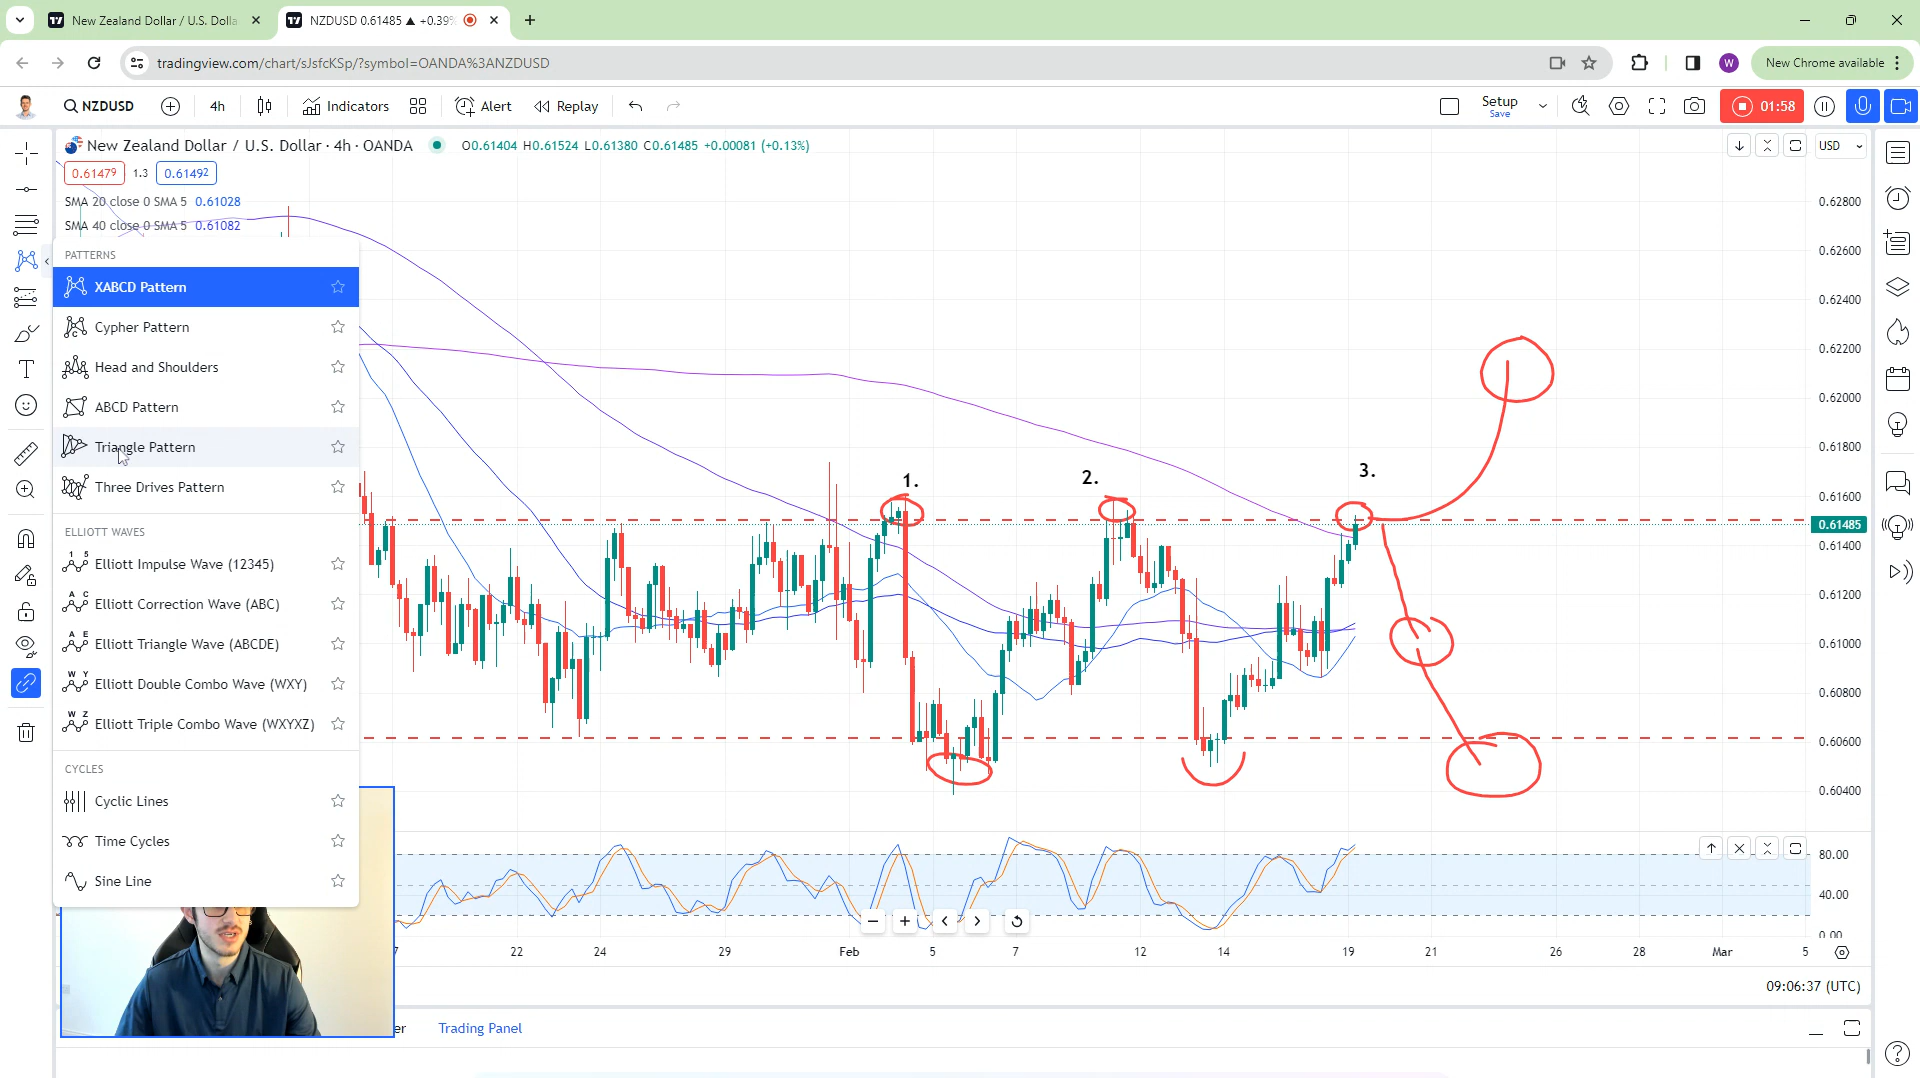 New Zealand Dollar / U.S. Dolla
NZDUSD 0.61485 ▲ +0.39%
tradingview.com/chart/sJsfcKSp/?symbol=OANDA%3ANZDUSD
W
New Chrome available
NZDUSD
4h
Indicators
Alert
Replay
Setup
Save
01:58
New Zealand Dollar / U.S. Dollar · 4h · OANDA
O0.61404 H0.61524 L0.61380 C0.61485 +0.00081 (+0.13%)
USD
0.61479 1.3 0.61492
SMA 20 close 0 SMA 5 0.61028
SMA 40 close 0 SMA 5 0.61082
PATTERNS
XABCD Pattern
Cypher Pattern
Head and Shoulders
ABCD Pattern
Triangle Pattern
Three Drives Pattern
ELLIOTT WAVES
Elliott Impulse Wave (12345)
Elliott Correction Wave (ABC)
Elliott Triangle Wave (ABCDE)
Elliott Double Combo Wave (WXY)
Elliott Triple Combo Wave (WXYXZ)
CYCLES
Cyclic Lines
Time Cycles
Sine Line
1.
2.
3.
0.62800
0.62600
0.62400
0.62200
0.62000
0.61800
0.61600
0.61485
0.61400
0.61200
0.61000
0.60800
0.60600
0.60400
80.00
40.00
0.00
7 22 24 29 Feb 5 7 12 14 19 21 26 28 Mar 5
09:06:37 (UTC)
er
Trading Panel